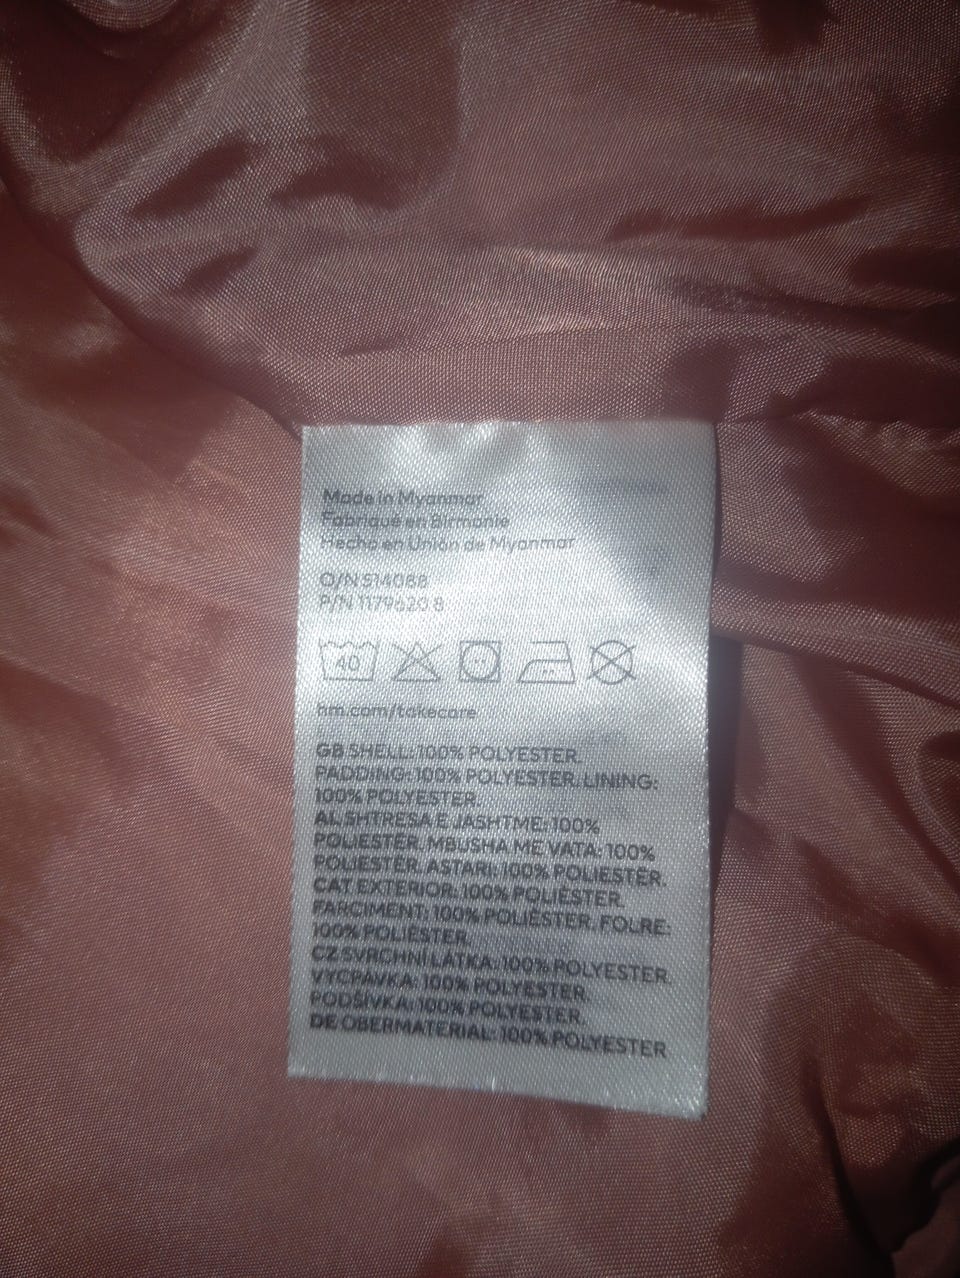 Made in Myanmar
Fabriqué en Birmanie
Hecho en Unión de Myanmar
O/N 514088
P/N 1179620 8
40
hm.com/takecare
GB SHELL: 100% POLYESTER.
PADDING: 100% POLYESTER. LINING:
100% POLYESTER.
AL SHTRESA E JASHTME: 100%
POLIESTËR. MBUSHA ME VATA: 100%
POLIESTËR. ASTARI: 100% POLIESTËR.
CAT EXTERIOR: 100% POLIÈSTER.
FARCIMENT: 100% POLIÈSTER. FOLRE:
100% POLIÈSTER.
CZ SVRCHNÍ LÁTKA: 100% POLYESTER.
VYCPÁVKA: 100% POLYESTER.
PODŠÍVKA: 100% POLYESTER.
DE OBERMATERIAL: 100% POLYESTER